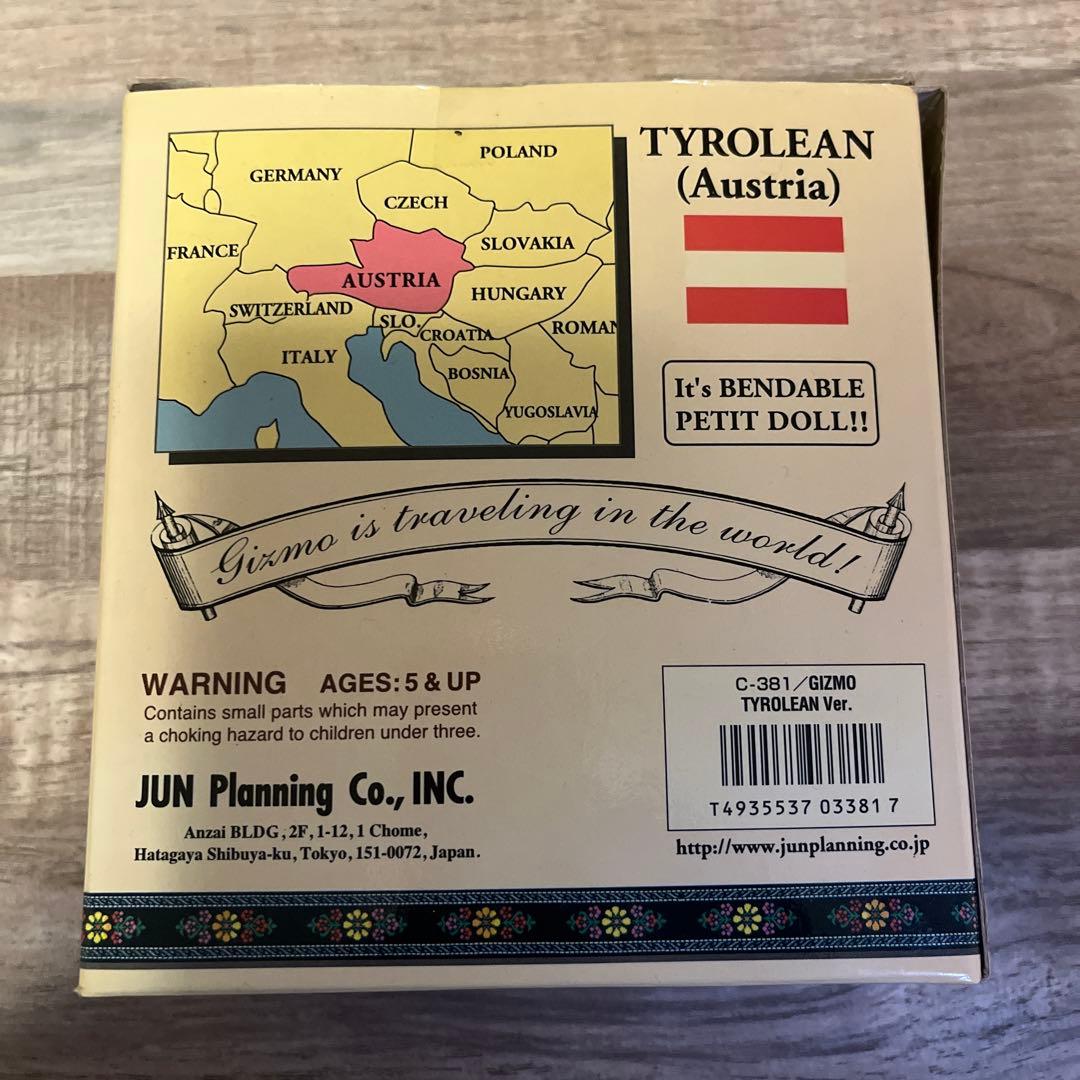 TYROLEAN
(Austria)
POLAND
GERMANY
CZECH
FRANCE
SLOVAKIA
AUSTRIA
HUNGARY
SWITZERLAND
SLO.
CROATIA
ROMAN
ITALY
BOSNIA
YUGOSLAVIA
It's BENDABLE
PETIT DOLL!!
Gizmo is traveling in the world!
WARNING AGES: 5 & UP
Contains small parts which may present
a choking hazard to children under three.
JUN Planning Co., INC.
Anzai BLDG, 2F, 1-12, 1 Chome,
Hatagaya Shibuya-ku, Tokyo, 151-0072, Japan.
C-381/GIZMO
TYROLEAN Ver.
T4935537 033817
http://www.junplanning.co.jp